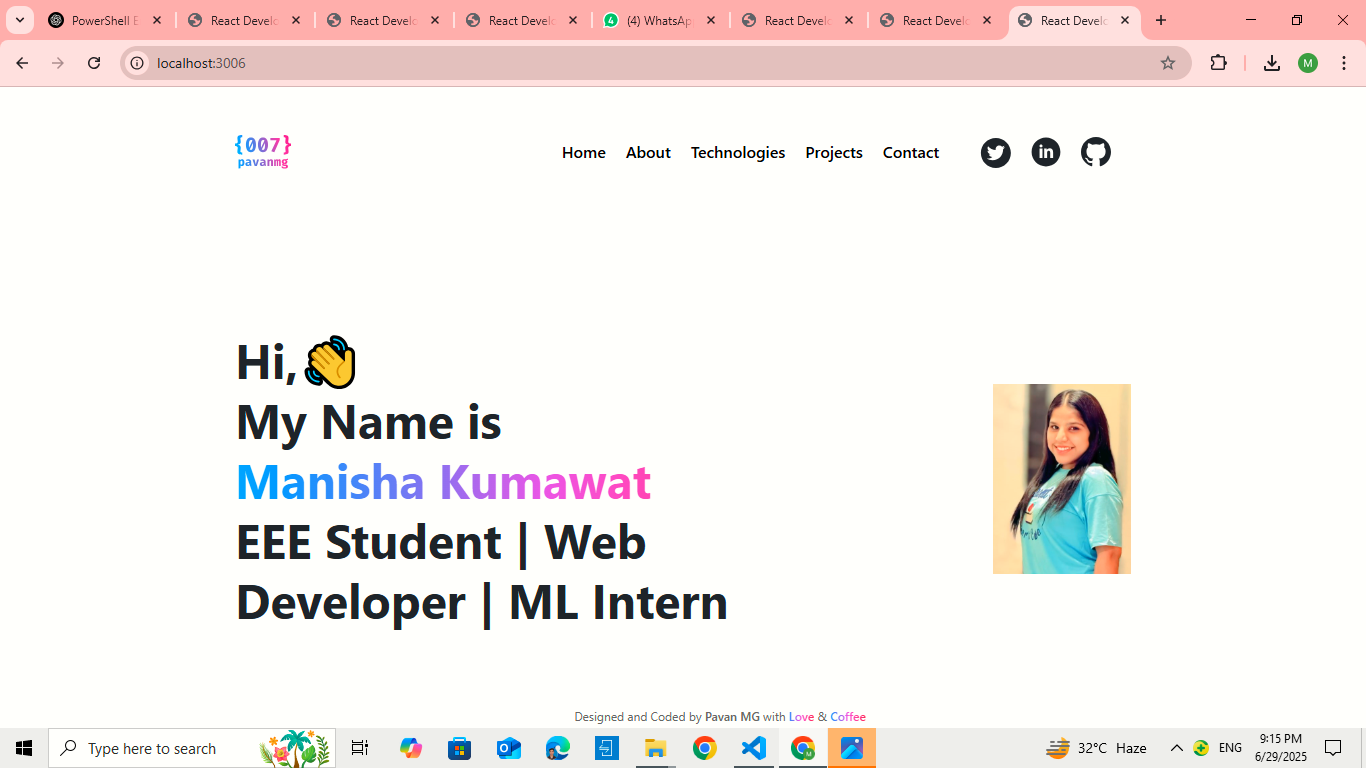 PowerShell E
React Develo
React Develo
React Develo
4
(4) WhatsAp
React Develo
React Develo
React Develo
localhost:3006
M
{007}
pavanmg
Home
About
Technologies
Projects
Contact
in
Hi,👋
My Name is
Manisha Kumawat
EEE Student | Web
Developer | ML Intern
Designed and Coded by Pavan MG with Love & Coffee
Type here to search
32°C Haze
ENG
9:15 PM
6/29/2025